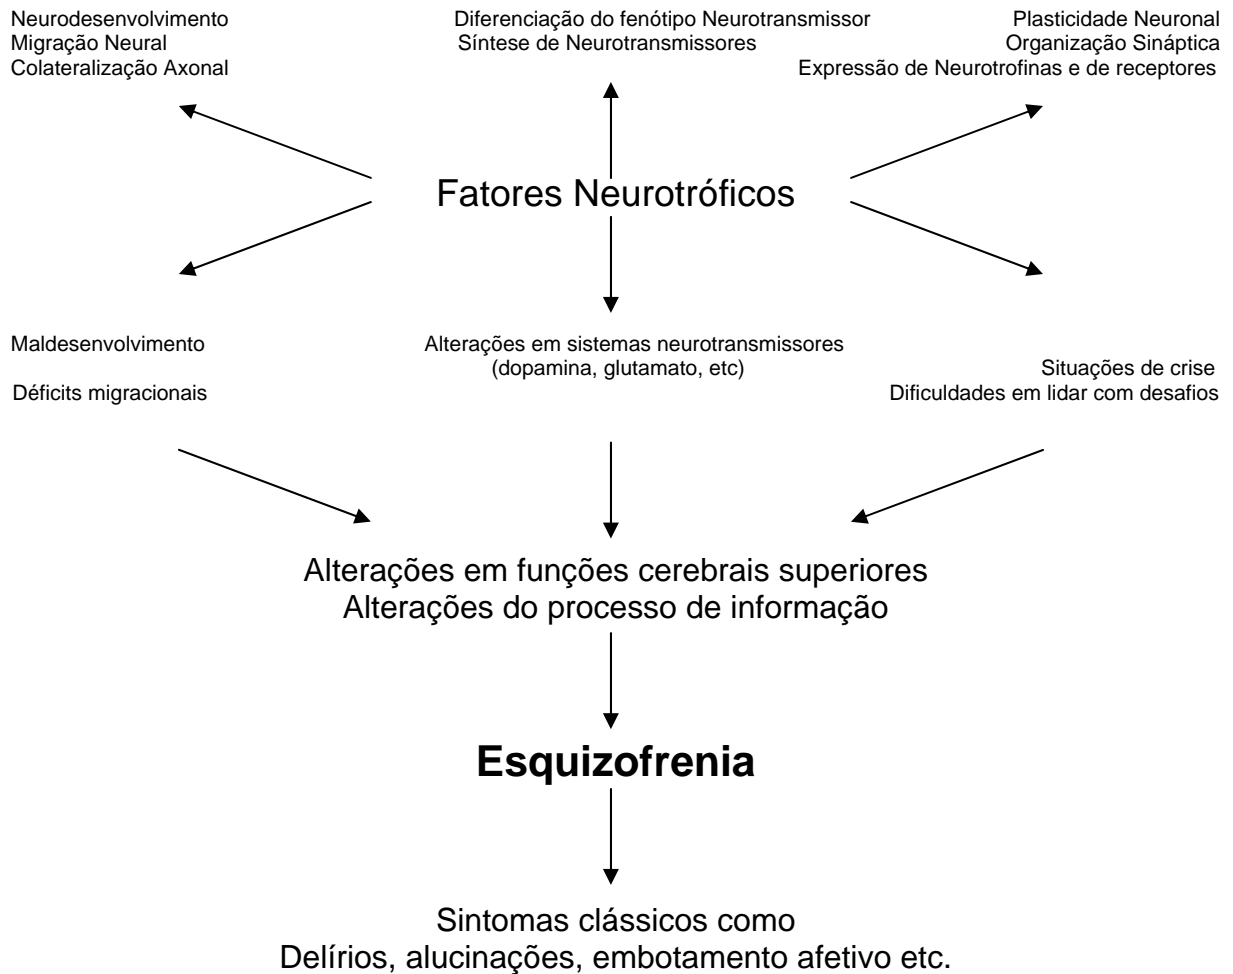 Neurodesenvolvimento
Migração Neural
Colateralização Axonal
Diferenciação do fenótipo Neurotransmissor
Síntese de Neurotransmissores
Plasticidade Neuronal
Organização Sináptica
Expressão de Neurotrofinas e de receptores
Fatores Neurotróficos
Maldesenvolvimento
Déficits migracionais
Alterações em sistemas neurotransmissores
(dopamina, glutamato, etc)
Situações de crise
Dificuldades em lidar com desafios
Alterações em funções cerebrais superiores
Alterações do processo de informação
Esquizofrenia
Sintomas clássicos como
Delírios, alucinações, embotamento afetivo etc.